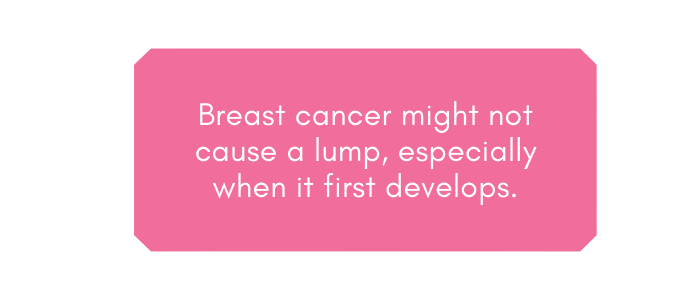 Breast cancer might not
cause a lump, especially
when it first develops.